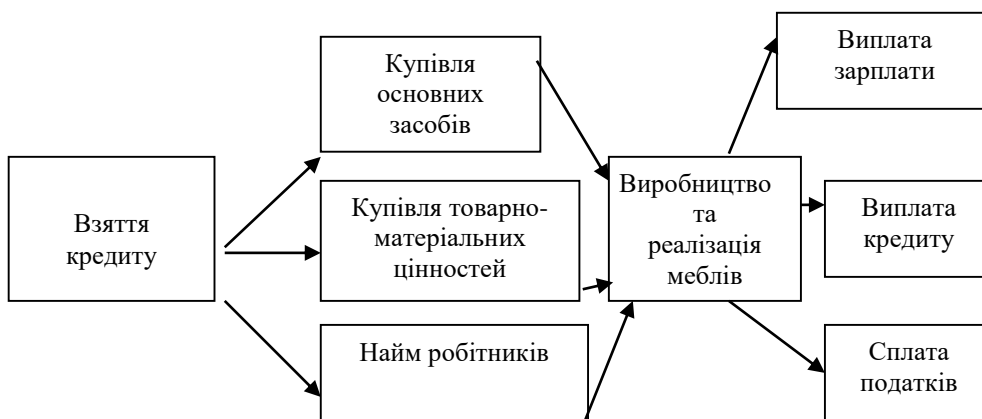 Взяття
кредиту
Купівля
основних
засобів
Купівля товарно-
матеріальних
цінностей
Найм робітників
Виробництво
та
реалізація
меблів
Виплата
зарплати
Виплата
кредиту
Сплата
податків